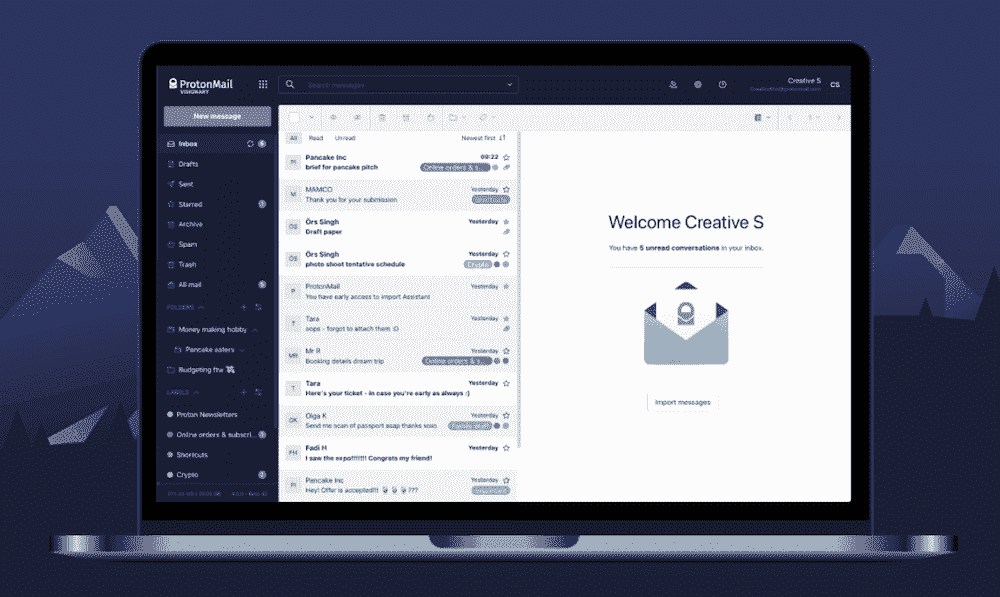 ProtonMail
VISIONARY
Search messages
Creative S
CS
New message
Inbox
Drafts
Sent
Starred
Archive
Spam
Trash
All mail
FOLDERS
Money making hobby
Pancake eaters
Budgeting ftw
LABELS
Proton Newsletters
Online orders & subscri...
Shortcuts
Crypto
All
Read
Unread
Newest first
PI
Pancake Inc
09:22
brief for pancake pitch
Online orders & s...
M
MAMCO
Yesterday
Thank you for your submission
ÖS
Örs Singh
Yesterday
Draft paper
ÖS
Örs Singh
Yesterday
photo shoot tentative schedule
Crypto
P
ProtonMail
Yesterday
You have early access to Import Assistant
T
Tara
Yesterday
oops - forgot to attach them :D
MR
Mr R
Yesterday
Booking details dream trip
Online orders & s...
T
Tara
Yesterday
Here's your ticket - in case you're early as always :)
OK
Olga K
Yesterday
Send me scan of passport asap thanks xoxo
FH
Fadi H
Yesterday
I saw the expo!!!!!!! Congrats my friend!
PI
Pancake Inc
Yesterday
Hey! Offer is accepted!!!
???
Welcome Creative S
You have 5 unread conversations in your inbox.
Import messages